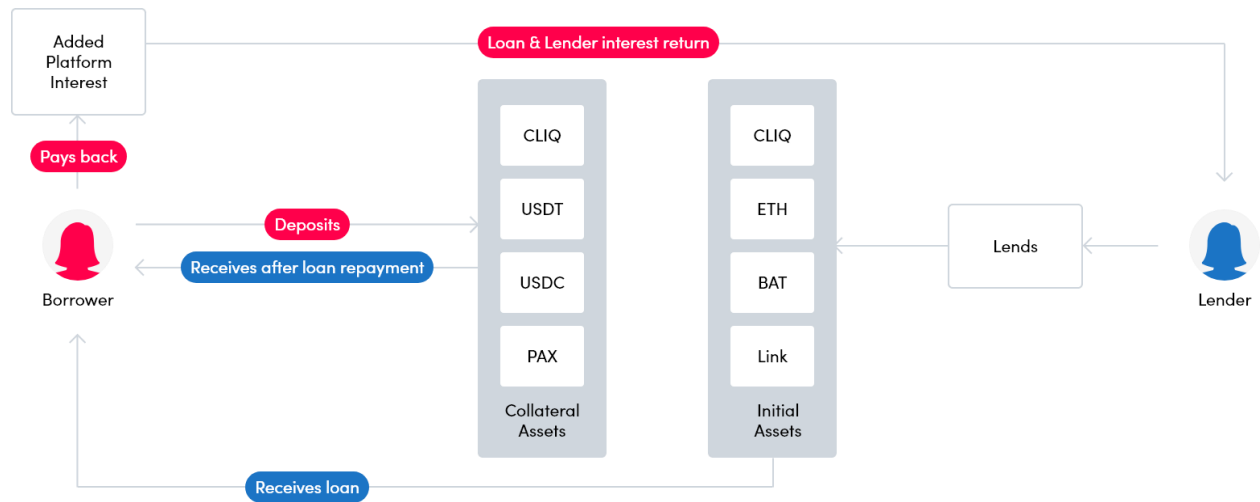 Added
Platform
Interest
Loan & Lender interest return
Pays back
Borrower
Deposits
Receives after loan repayment
CLIQ
USDT
USDC
PAX
Collateral
Assets
CLIQ
ETH
BAT
Link
Initial
Assets
Lends
Lender
Receives loan